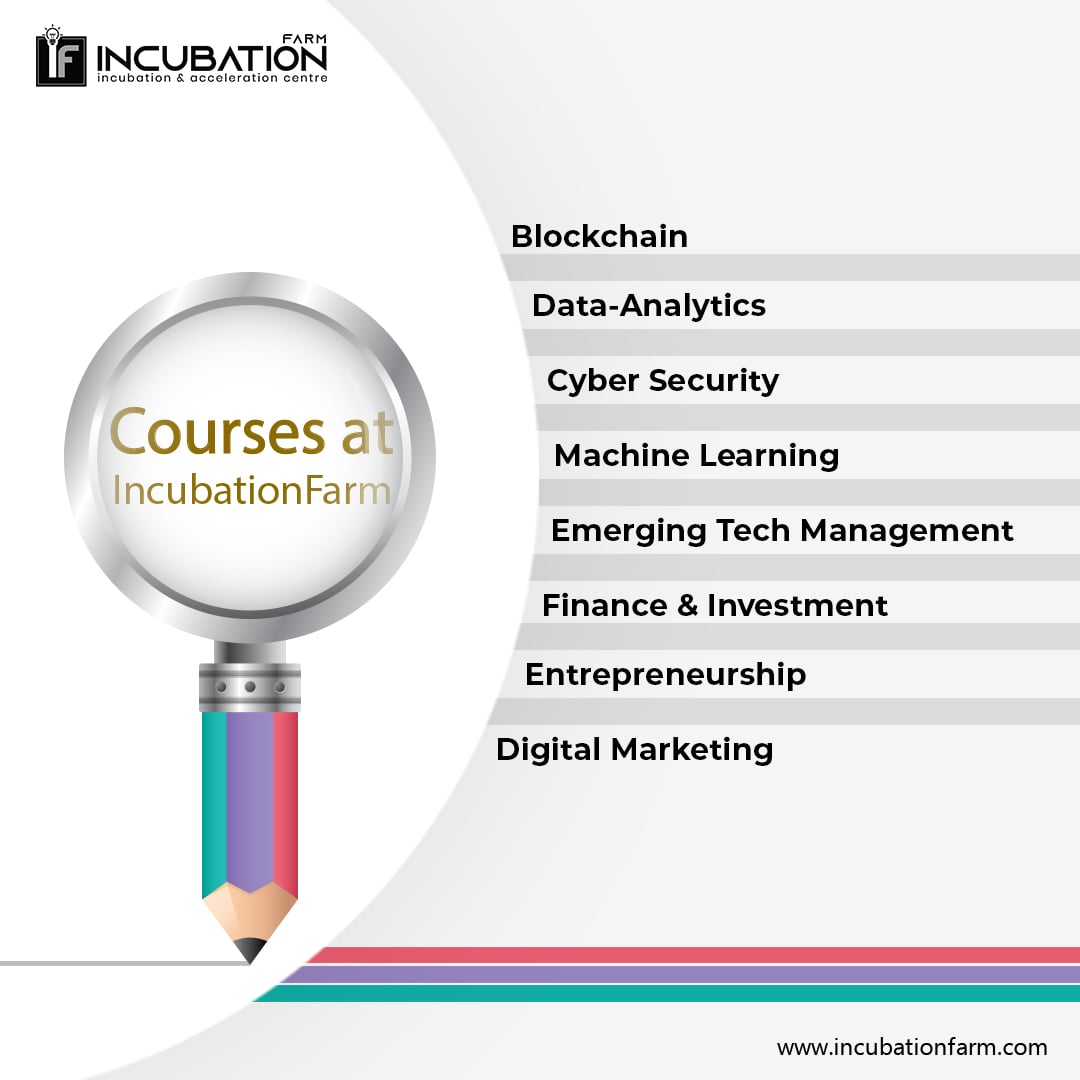 IF
FARM
INCUBATION
incubation & acceleration centre
Courses at
IncubationFarm
Blockchain
Data-Analytics
Cyber Security
Machine Learning
Emerging Tech Management
Finance & Investment
Entrepreneurship
Digital Marketing
www.incubationfarm.com